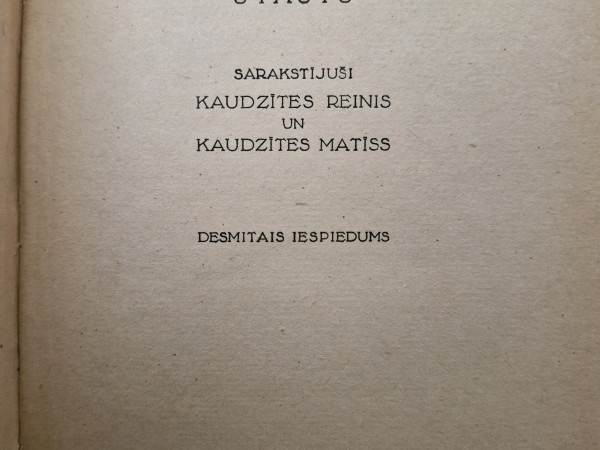 SARAKSTĪJUŠI
KAUDZĪTES REINIS
UN
KAUDZĪTES MATĪSS
DESMITAIS IESPIEDUMS